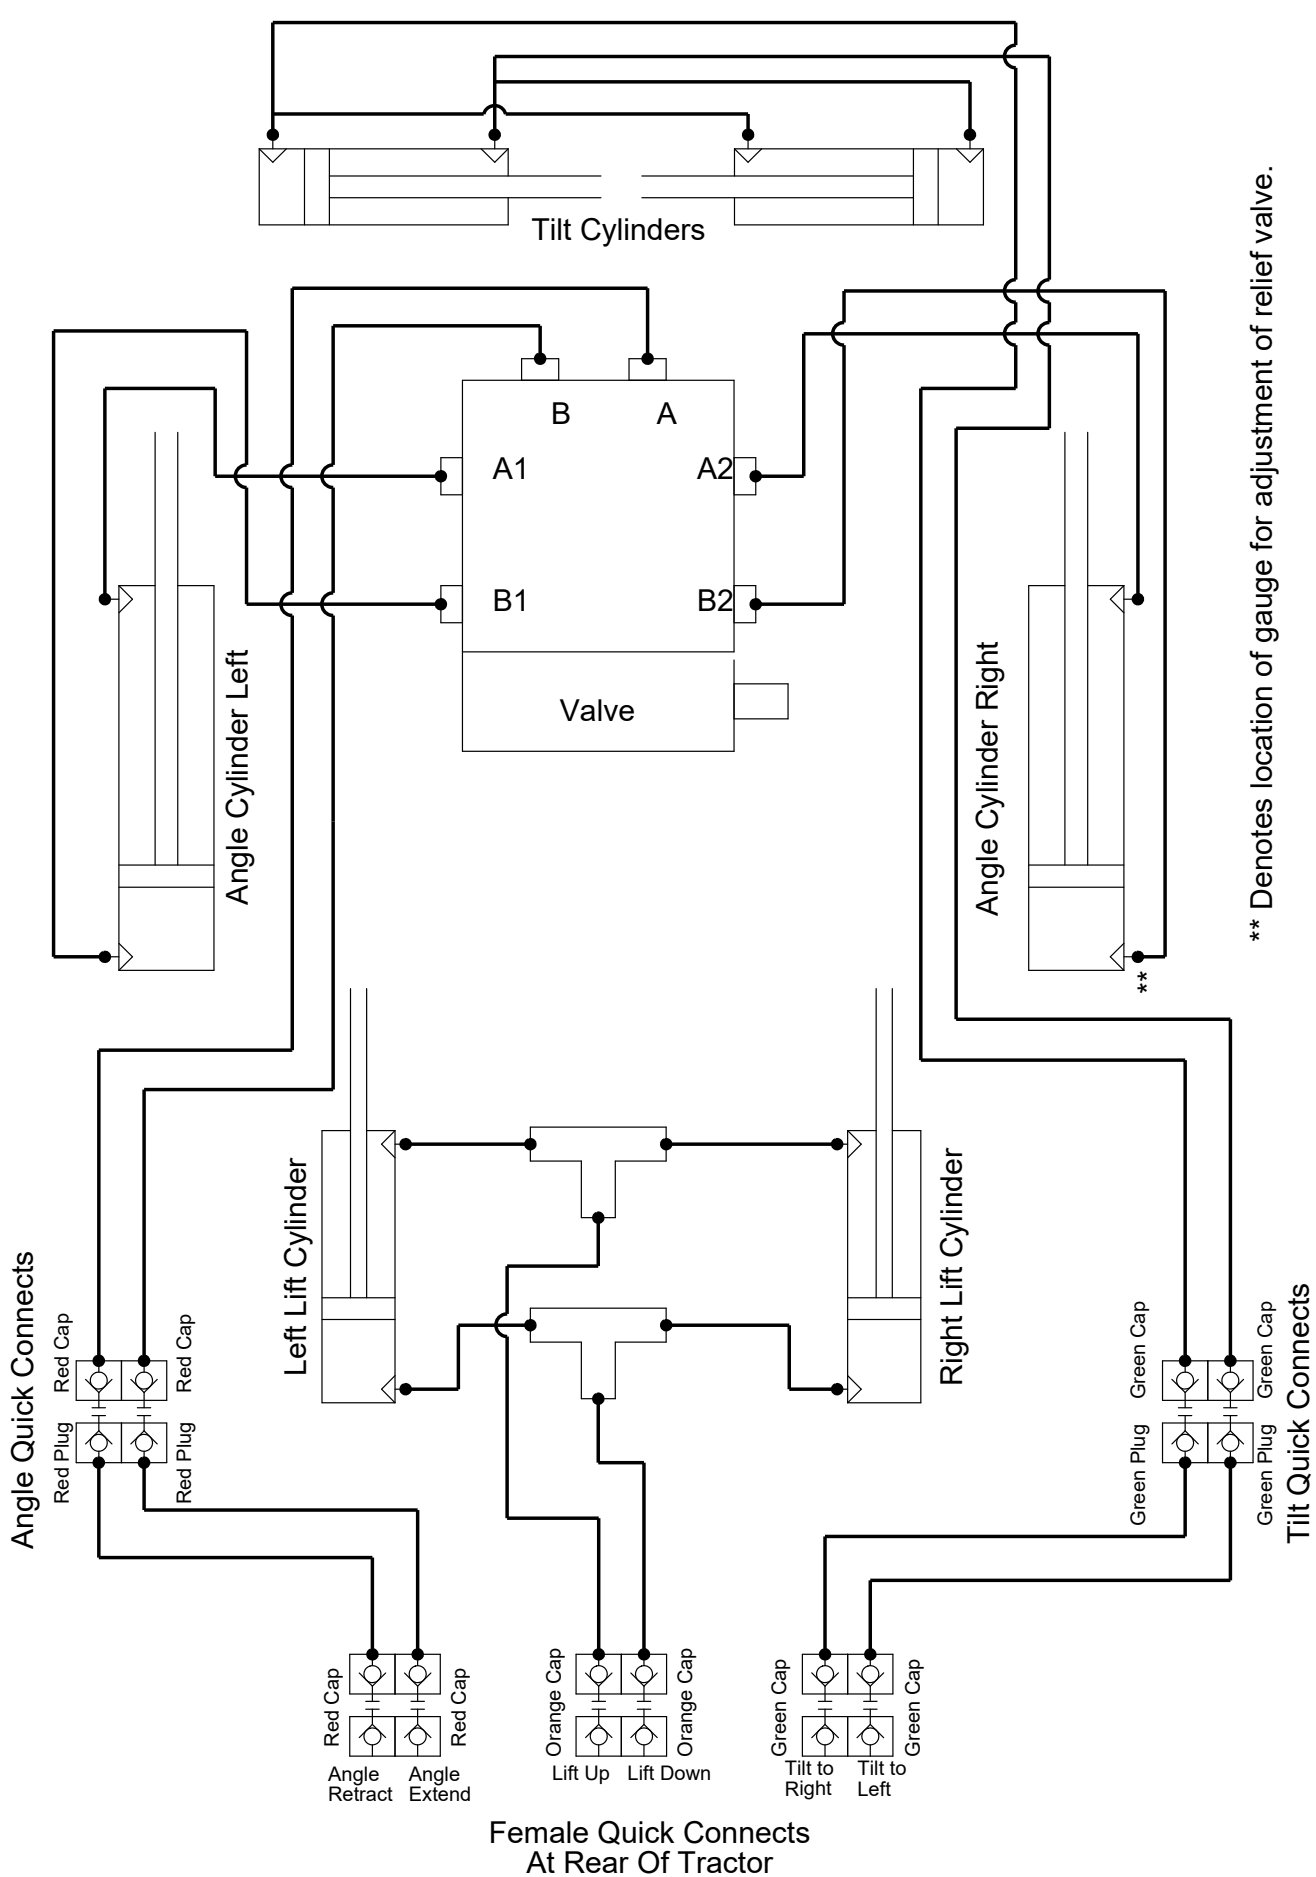 Tilt Cylinders
** Denotes location of gauge for adjustment of relief valve.
B
A
A1
A2
B1
B2
Valve
Angle Cylinder Left
Angle Cylinder Right
**
Left Lift Cylinder
Right Lift Cylinder
Angle Quick Connects
Red Cap
Red Cap
Red Plug
Red Plug
Green Cap
Green Cap
Green Plug
Green Plug
Tilt Quick Connects
Red Cap
Red Cap
Orange Cap
Orange Cap
Green Cap
Green Cap
Angle
Retract
Angle
Extend
Lift Up
Lift Down
Tilt to
Right
Tilt to
Left
Female Quick Connects
At Rear Of Tractor